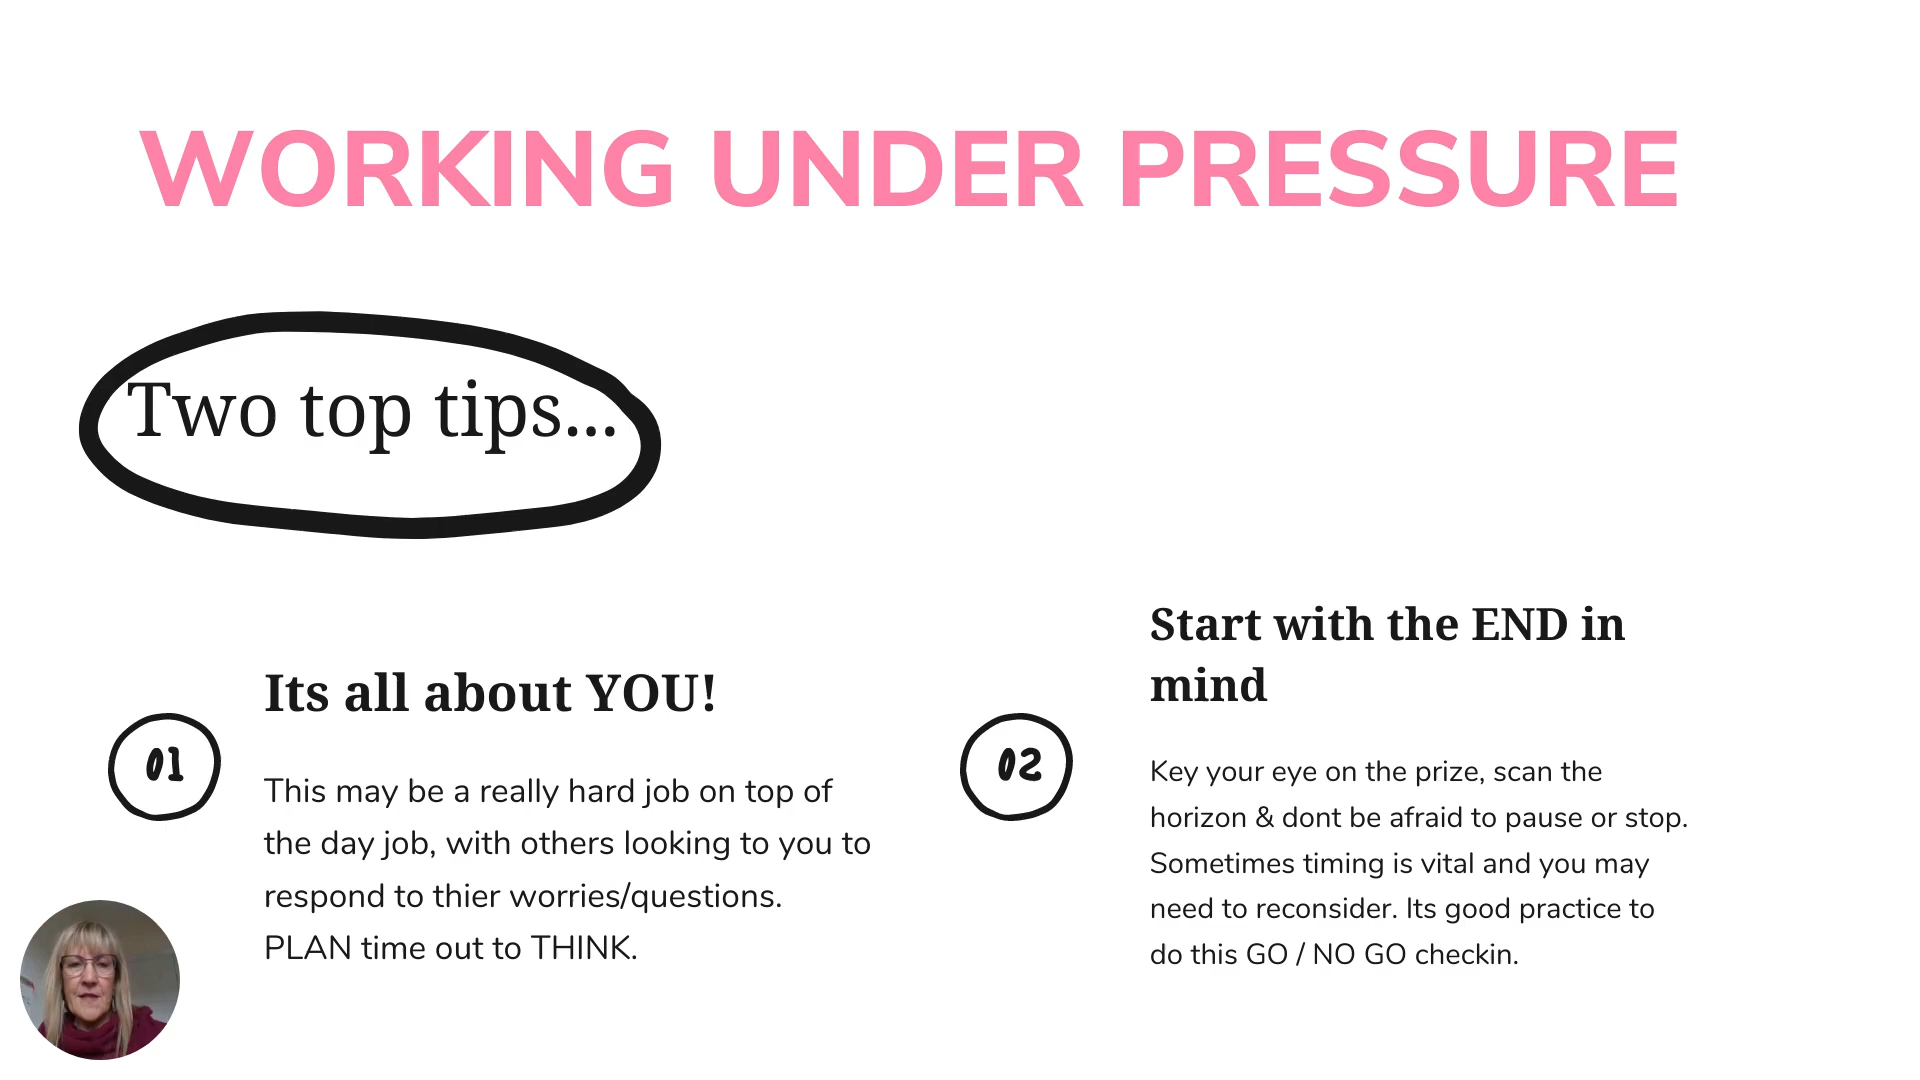 WORKING UNDER PRESSURE
Two top tips...
01
Its all about YOU!
This may be a really hard job on top of
the day job, with others looking to you to
respond to thier worries/questions.
PLAN time out to THINK.
02
Start with the END in
mind
Key your eye on the prize, scan the
horizon & dont be afraid to pause or stop.
Sometimes timing is vital and you may
need to reconsider. Its good practice to
do this GO / NO GO checkin.